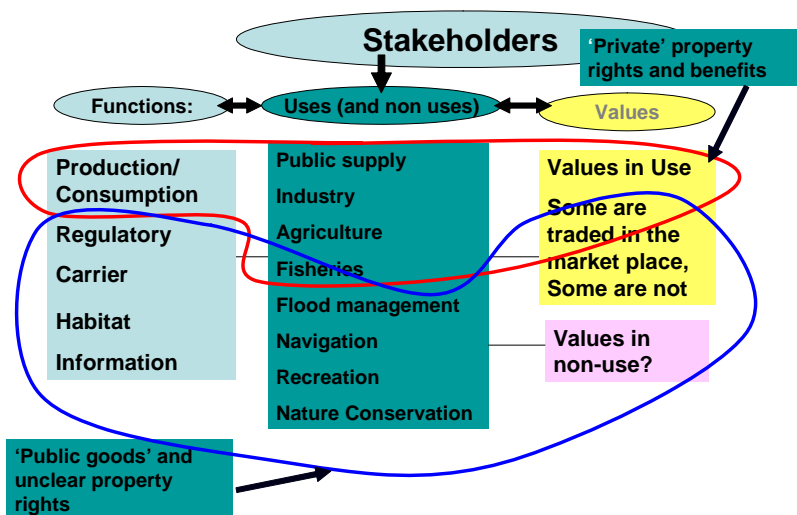 Stakeholders
'Private' property
rights and benefits
Functions:
Uses (and non uses)
Values
Production/
Consumption
Regulatory
Carrier
Habitat
Information
Public supply
Industry
Agriculture
Fisheries
Flood management
Navigation
Recreation
Nature Conservation
Values in Use
Some are
traded in the
market place,
Some are not
Values in
non-use?
'Public goods' and
unclear property
rights